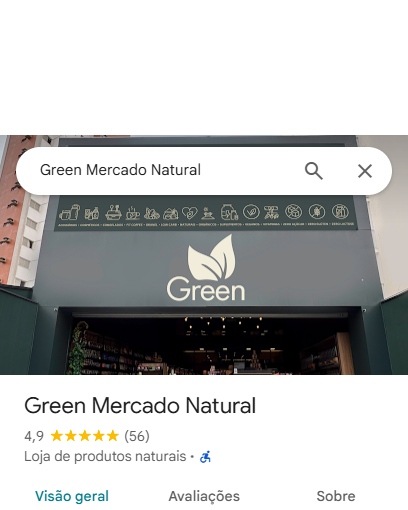 Green Mercado Natural
Green
Green Mercado Natural
4,9 (56)
Loja de produtos naturais •
Visão geral Avaliações Sobre